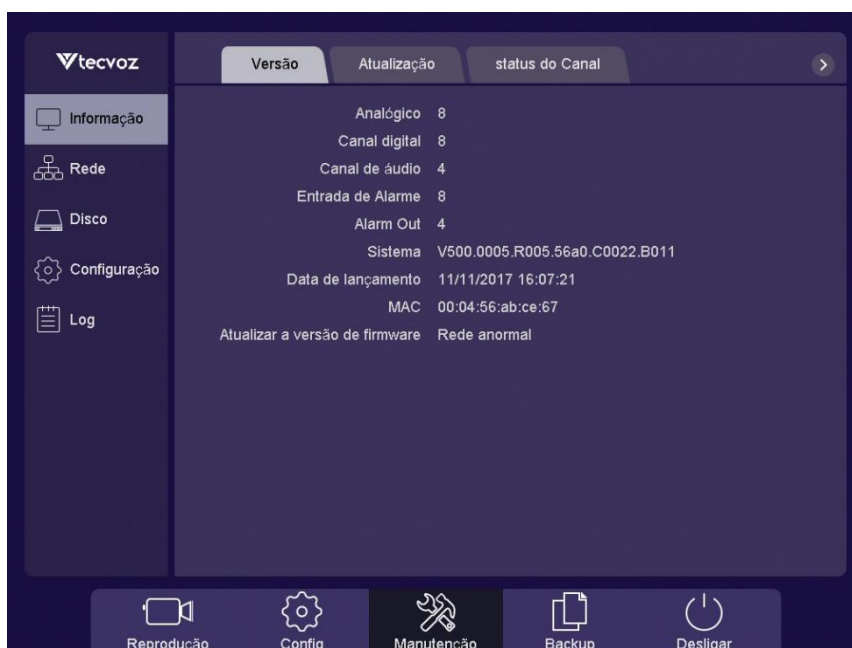 tecvoz
Versão
Atualização
status do Canal
Informação
Rede
Disco
Configuração
Log
Analógico 8
Canal digital 8
Canal de áudio 4
Entrada de Alarme 8
Alarm Out 4
Sistema V500.0005.R005.56a0.C0022.B011
Data de lançamento 11/11/2017 16:07:21
MAC 00:04:56:ab:ce:67
Atualizar a versão de firmware Rede anormal
Reprodução
Config
Manutenção
Backup
Desligar